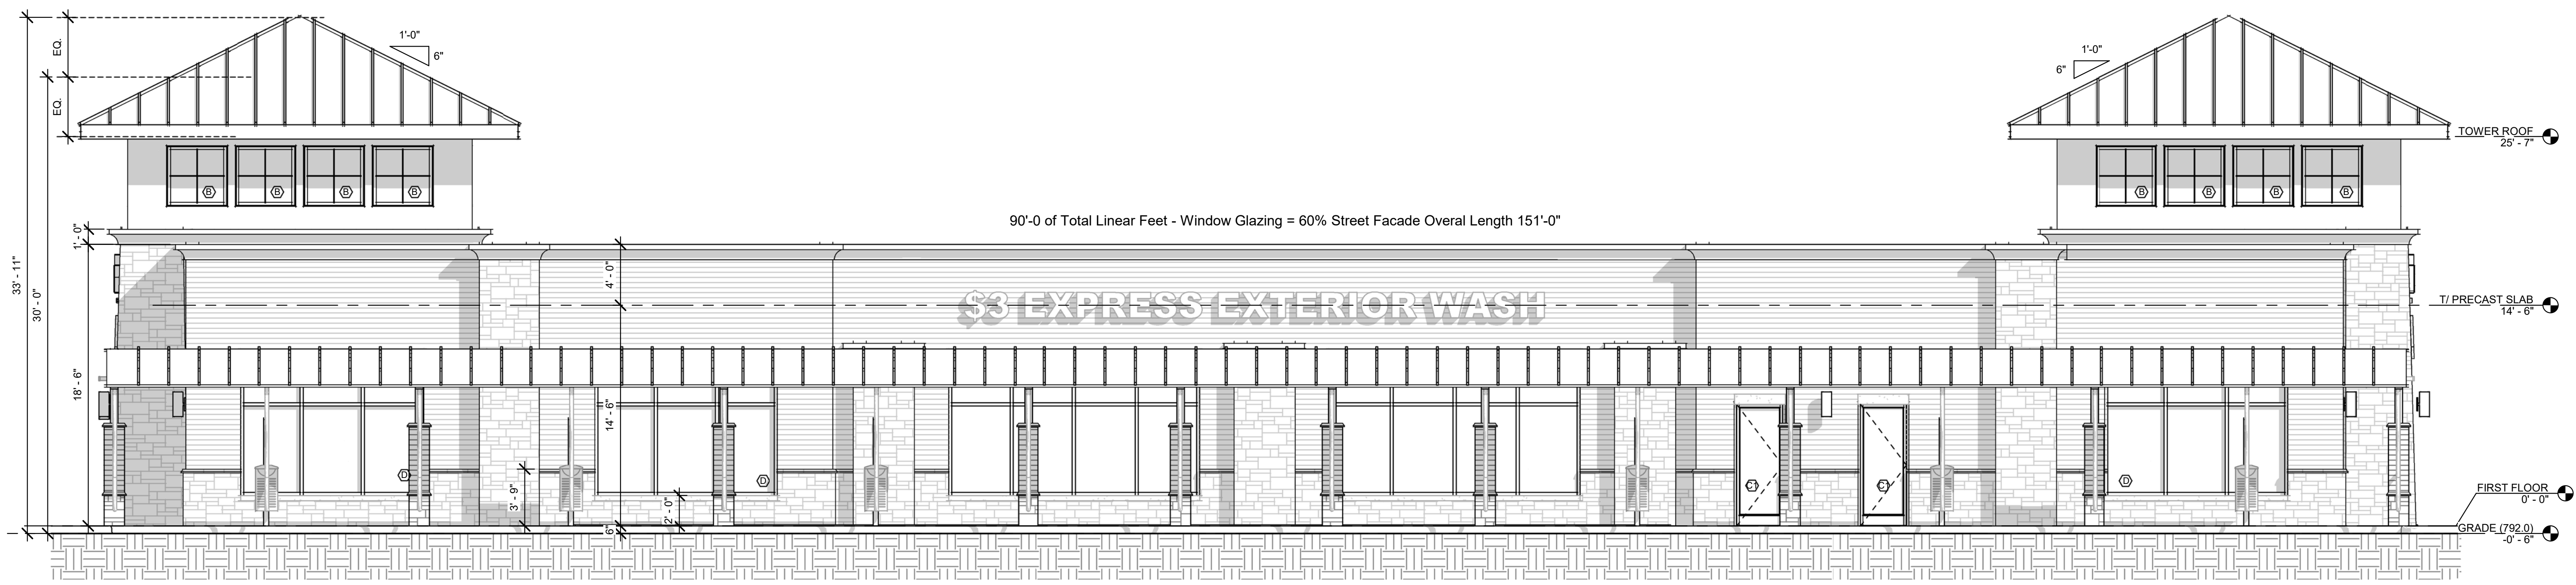 EQ.
EQ.
1'-0"
6"
1'-0"
6"
TOWER ROOF
25' - 7"
B
B
B
B
B
B
B
B
90'-0 of Total Linear Feet - Window Glazing = 60% Street Facade Overal Length 151'-0"
1' - 0"
33' - 11"
30' - 0"
4' - 0"
$3 EXPRESS EXTERIOR WASH
T/ PRECAST SLAB
14' - 6"
18' - 6"
14' - 6"
D
D
D
C1
C1
3' - 9"
2' - 0"
6"
FIRST FLOOR
0' - 0"
GRADE (792.0)
-0' - 6"